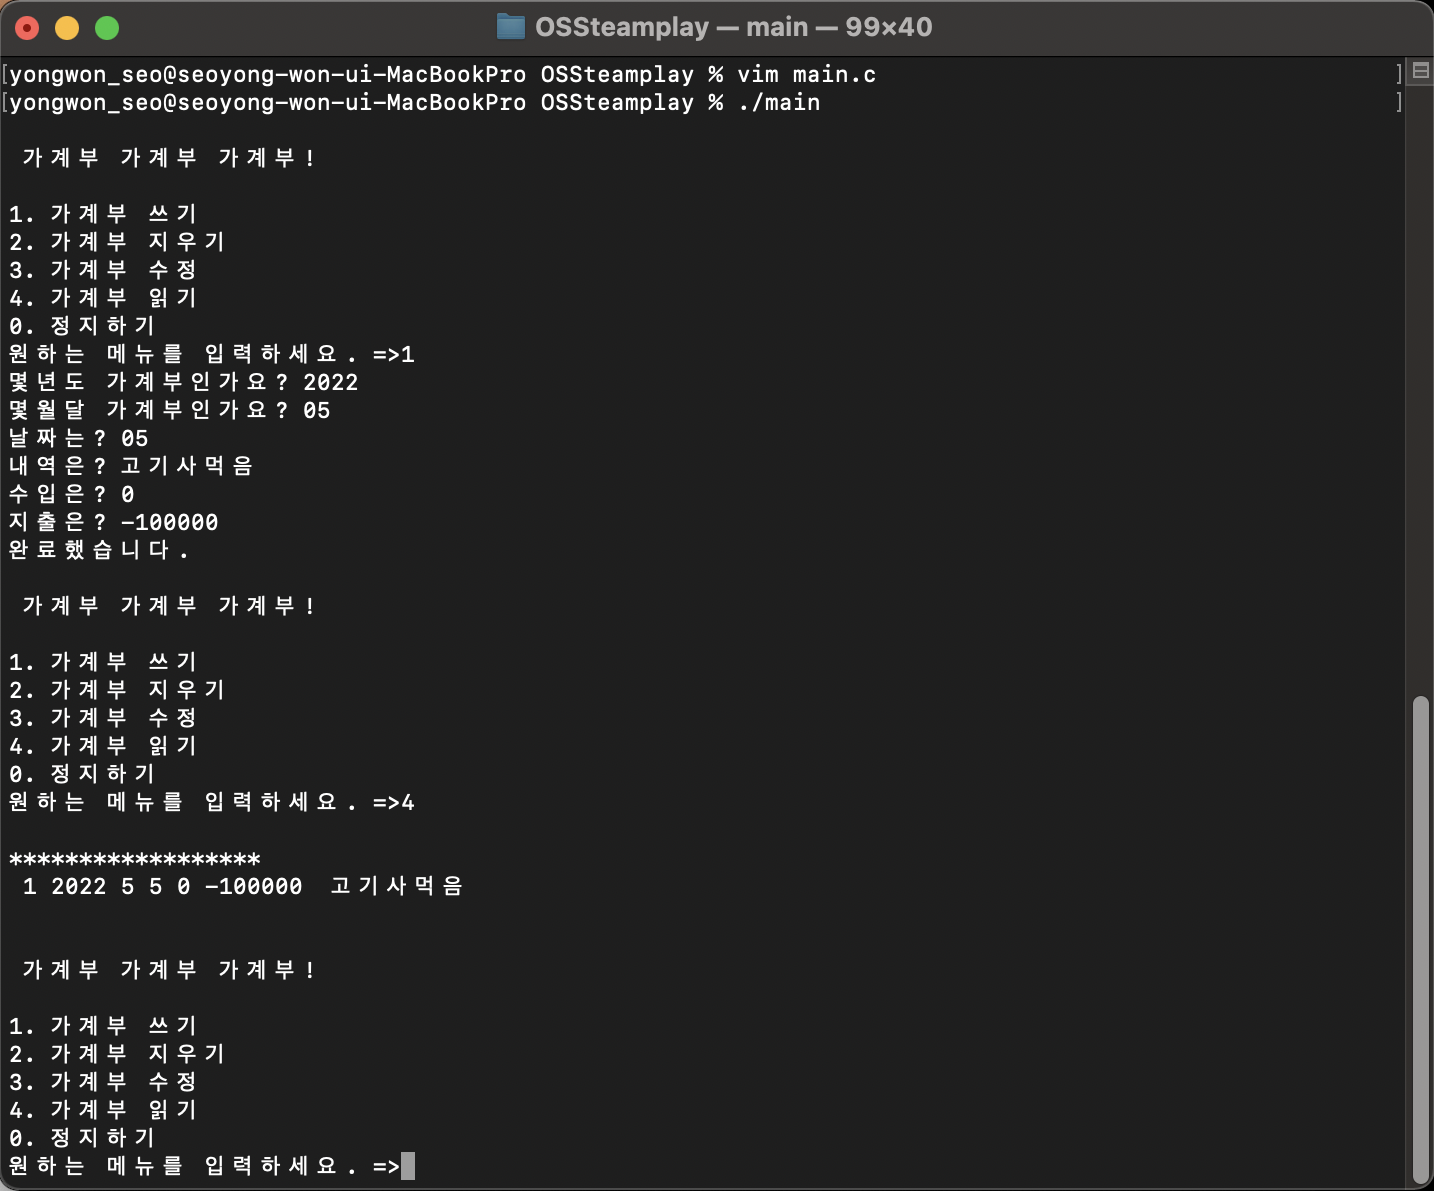 OSSteamplay — main — 99×40
[yongwon_seo@seoyong-won-ui-MacBookPro OSSteamplay % vim main.c ]
[yongwon_seo@seoyong-won-ui-MacBookPro OSSteamplay % ./main ]
가계부 가계부 가계부!
1. 가계부 쓰기
2. 가계부 지우기
3. 가계부 수정
4. 가계부 읽기
0. 정지하기
원하는 메뉴를 입력하세요. =>1
몇년도 가계부인가요? 2022
몇월달 가계부인가요? 05
날짜는? 05
내역은? 고기사먹음
수입은? 0
지출은? -100000
완료했습니다.
가계부 가계부 가계부!
1. 가계부 쓰기
2. 가계부 지우기
3. 가계부 수정
4. 가계부 읽기
0. 정지하기
원하는 메뉴를 입력하세요. =>4
******************
1 2022 5 5 0 -100000 고기사먹음
가계부 가계부 가계부!
1. 가계부 쓰기
2. 가계부 지우기
3. 가계부 수정
4. 가계부 읽기
0. 정지하기
원하는 메뉴를 입력하세요. =>